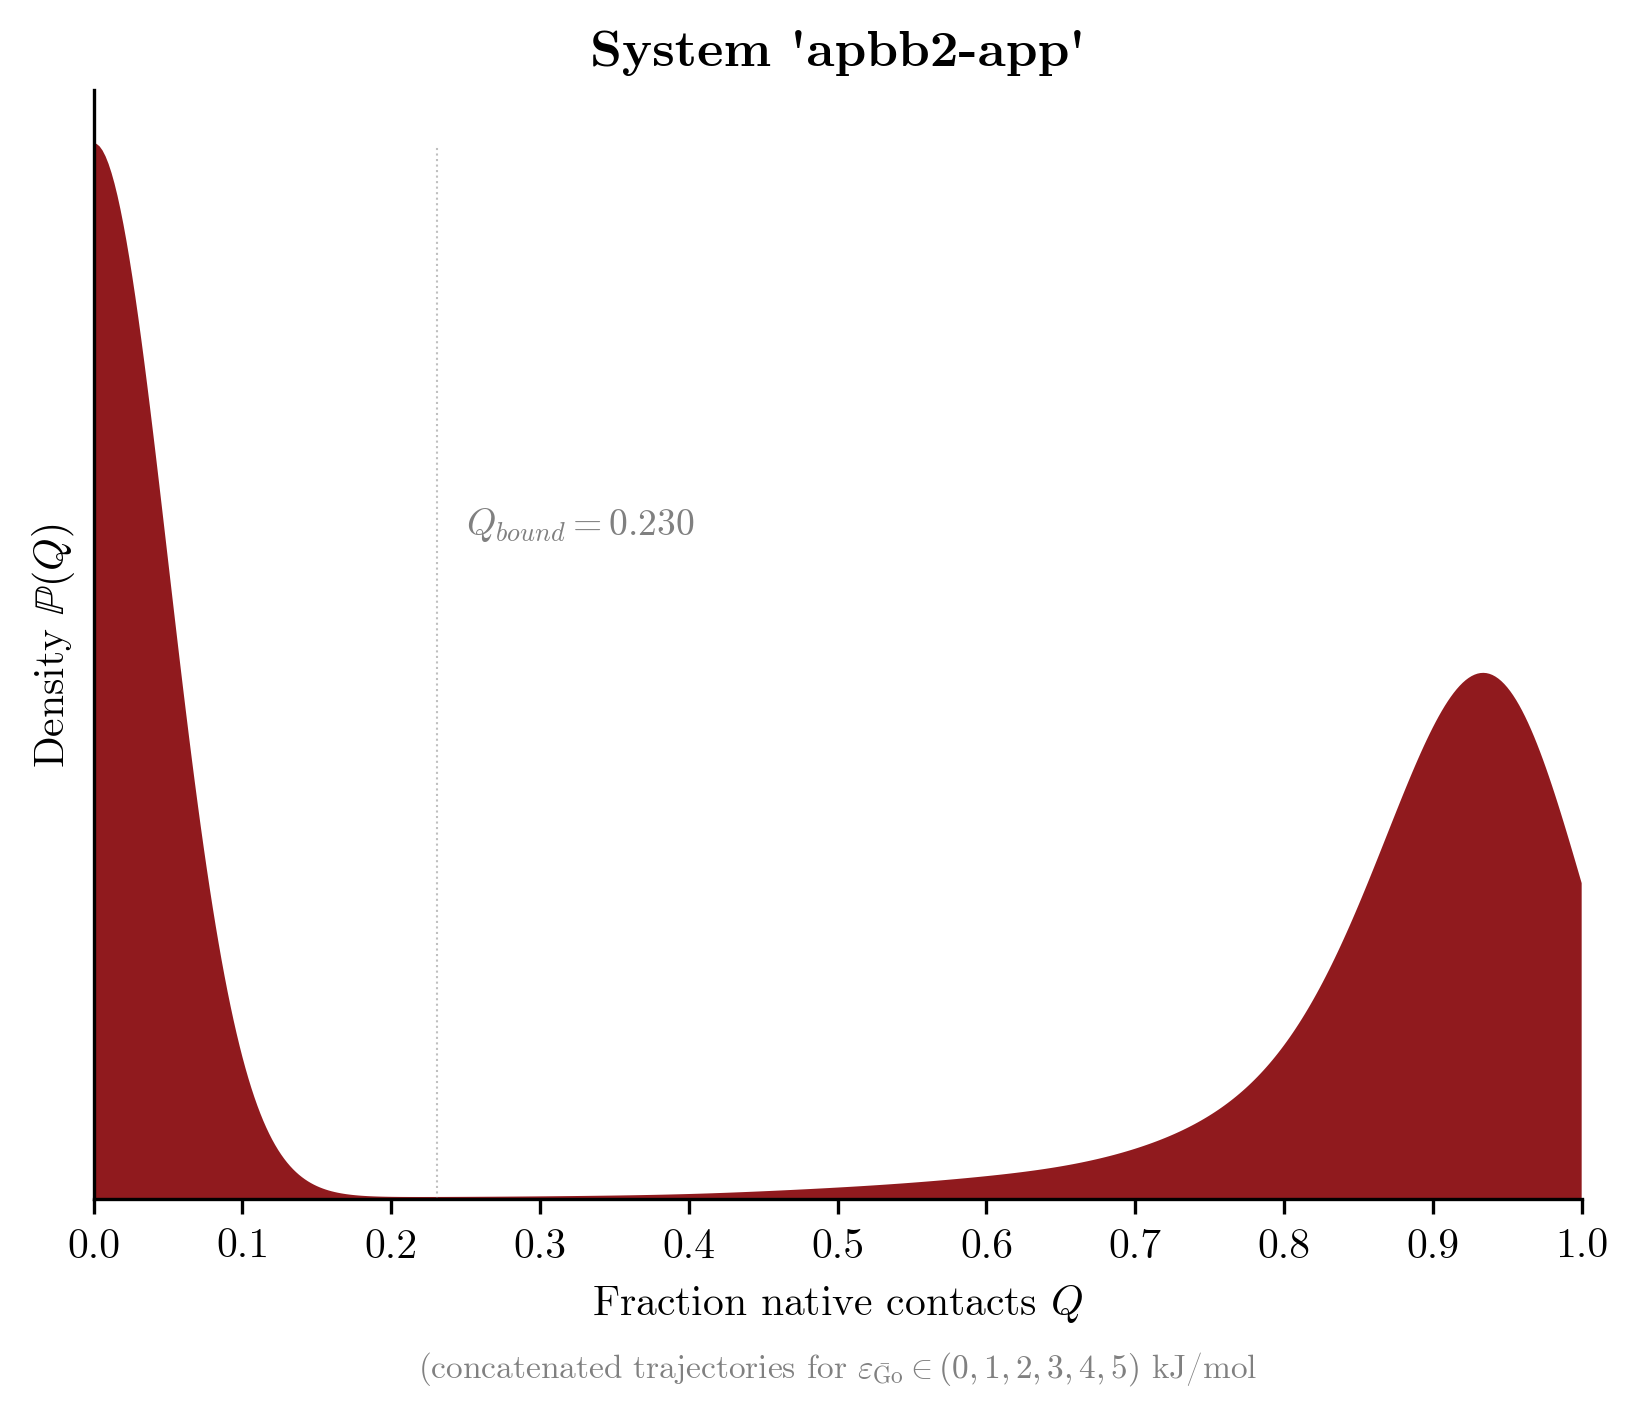 System 'apbb2-app'
Density ℙ(Q)
Q_bound = 0.230
0.0 0.1 0.2 0.3 0.4 0.5 0.6 0.7 0.8 0.9 1.0
Fraction native contacts Q
(concatenated trajectories for ε_Ḡo ∈ (0, 1, 2, 3, 4, 5) kJ/mol